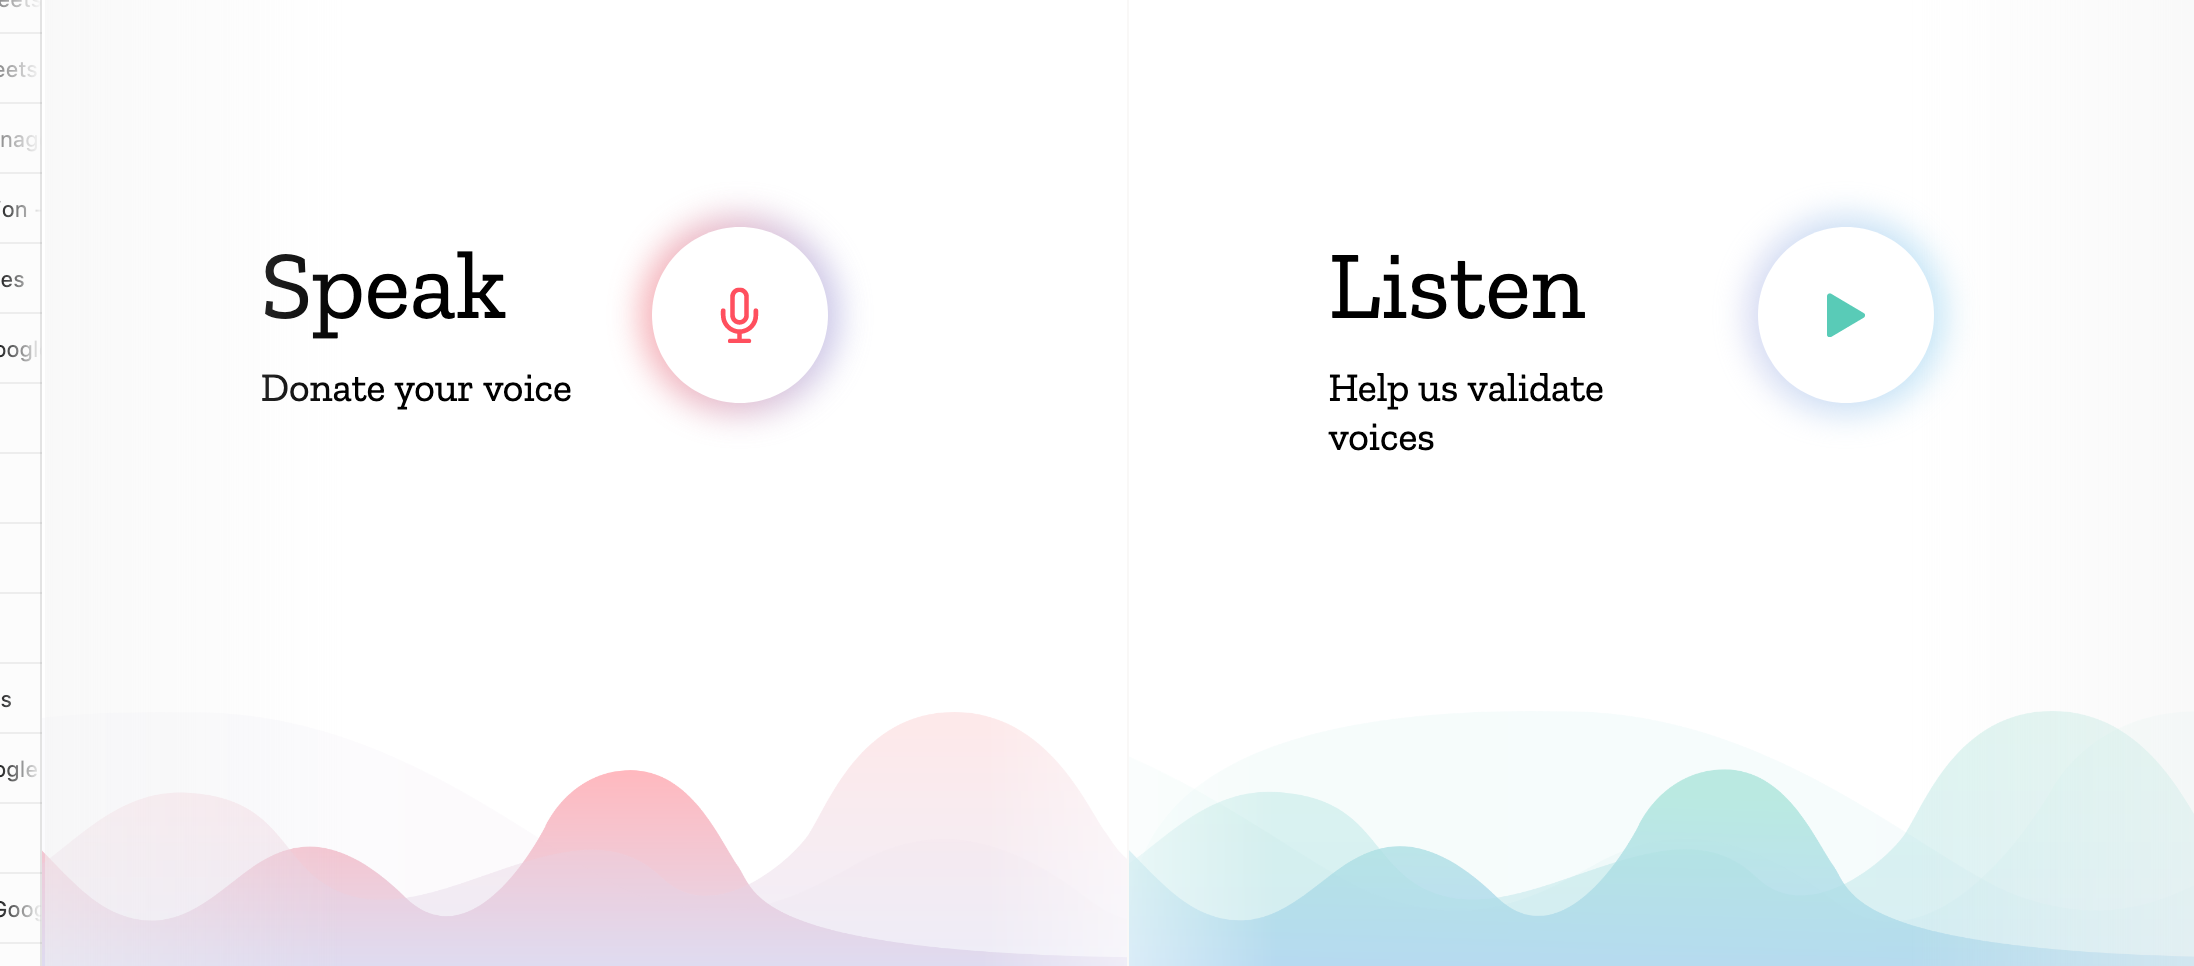 Speak
Donate your voice
Listen
Help us validate
voices